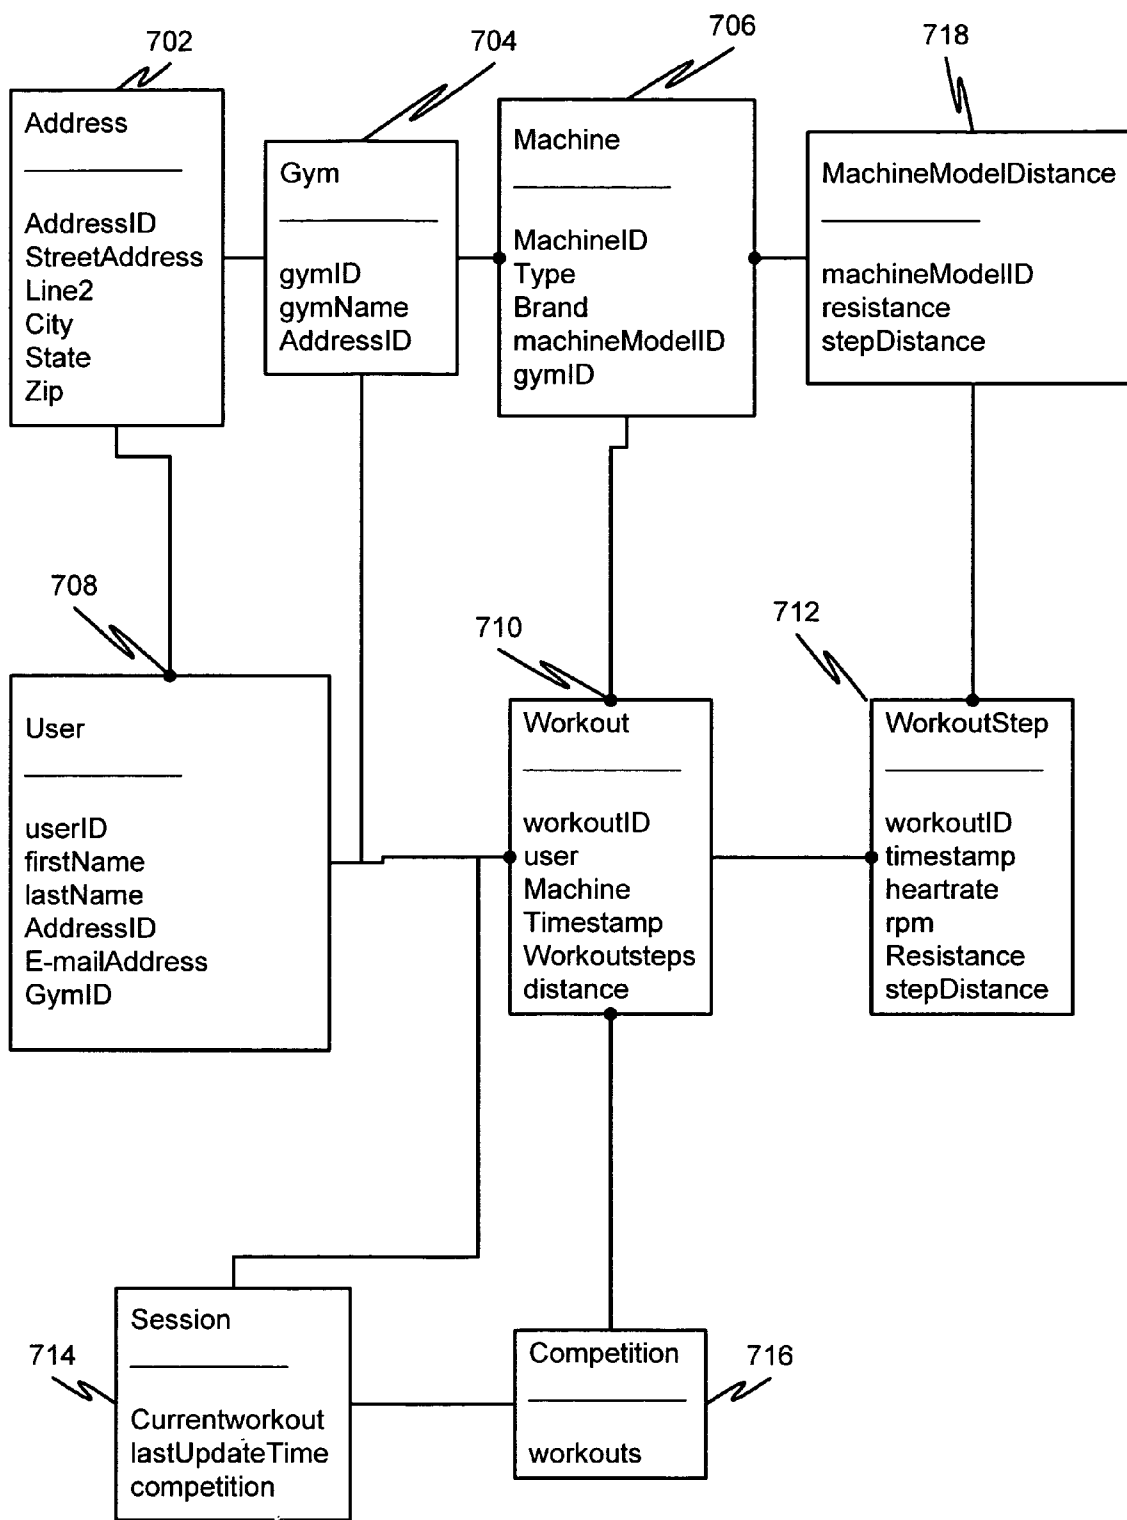 702
704
706
718
Address
AddressID
StreetAddress
Line2
City
State
Zip
Gym
gymID
gymName
AddressID
Machine
MachineID
Type
Brand
machineModelID
gymID
MachineModelDistance
machineModelID
resistance
stepDistance
708
710
712
User
userID
firstName
lastName
AddressID
E-mailAddress
GymID
Workout
workoutID
user
Machine
Timestamp
Workoutsteps
distance
WorkoutStep
workoutID
timestamp
heartrate
rpm
Resistance
stepDistance
714
Session
Currentworkout
lastUpdateTime
competition
Competition
workouts
716